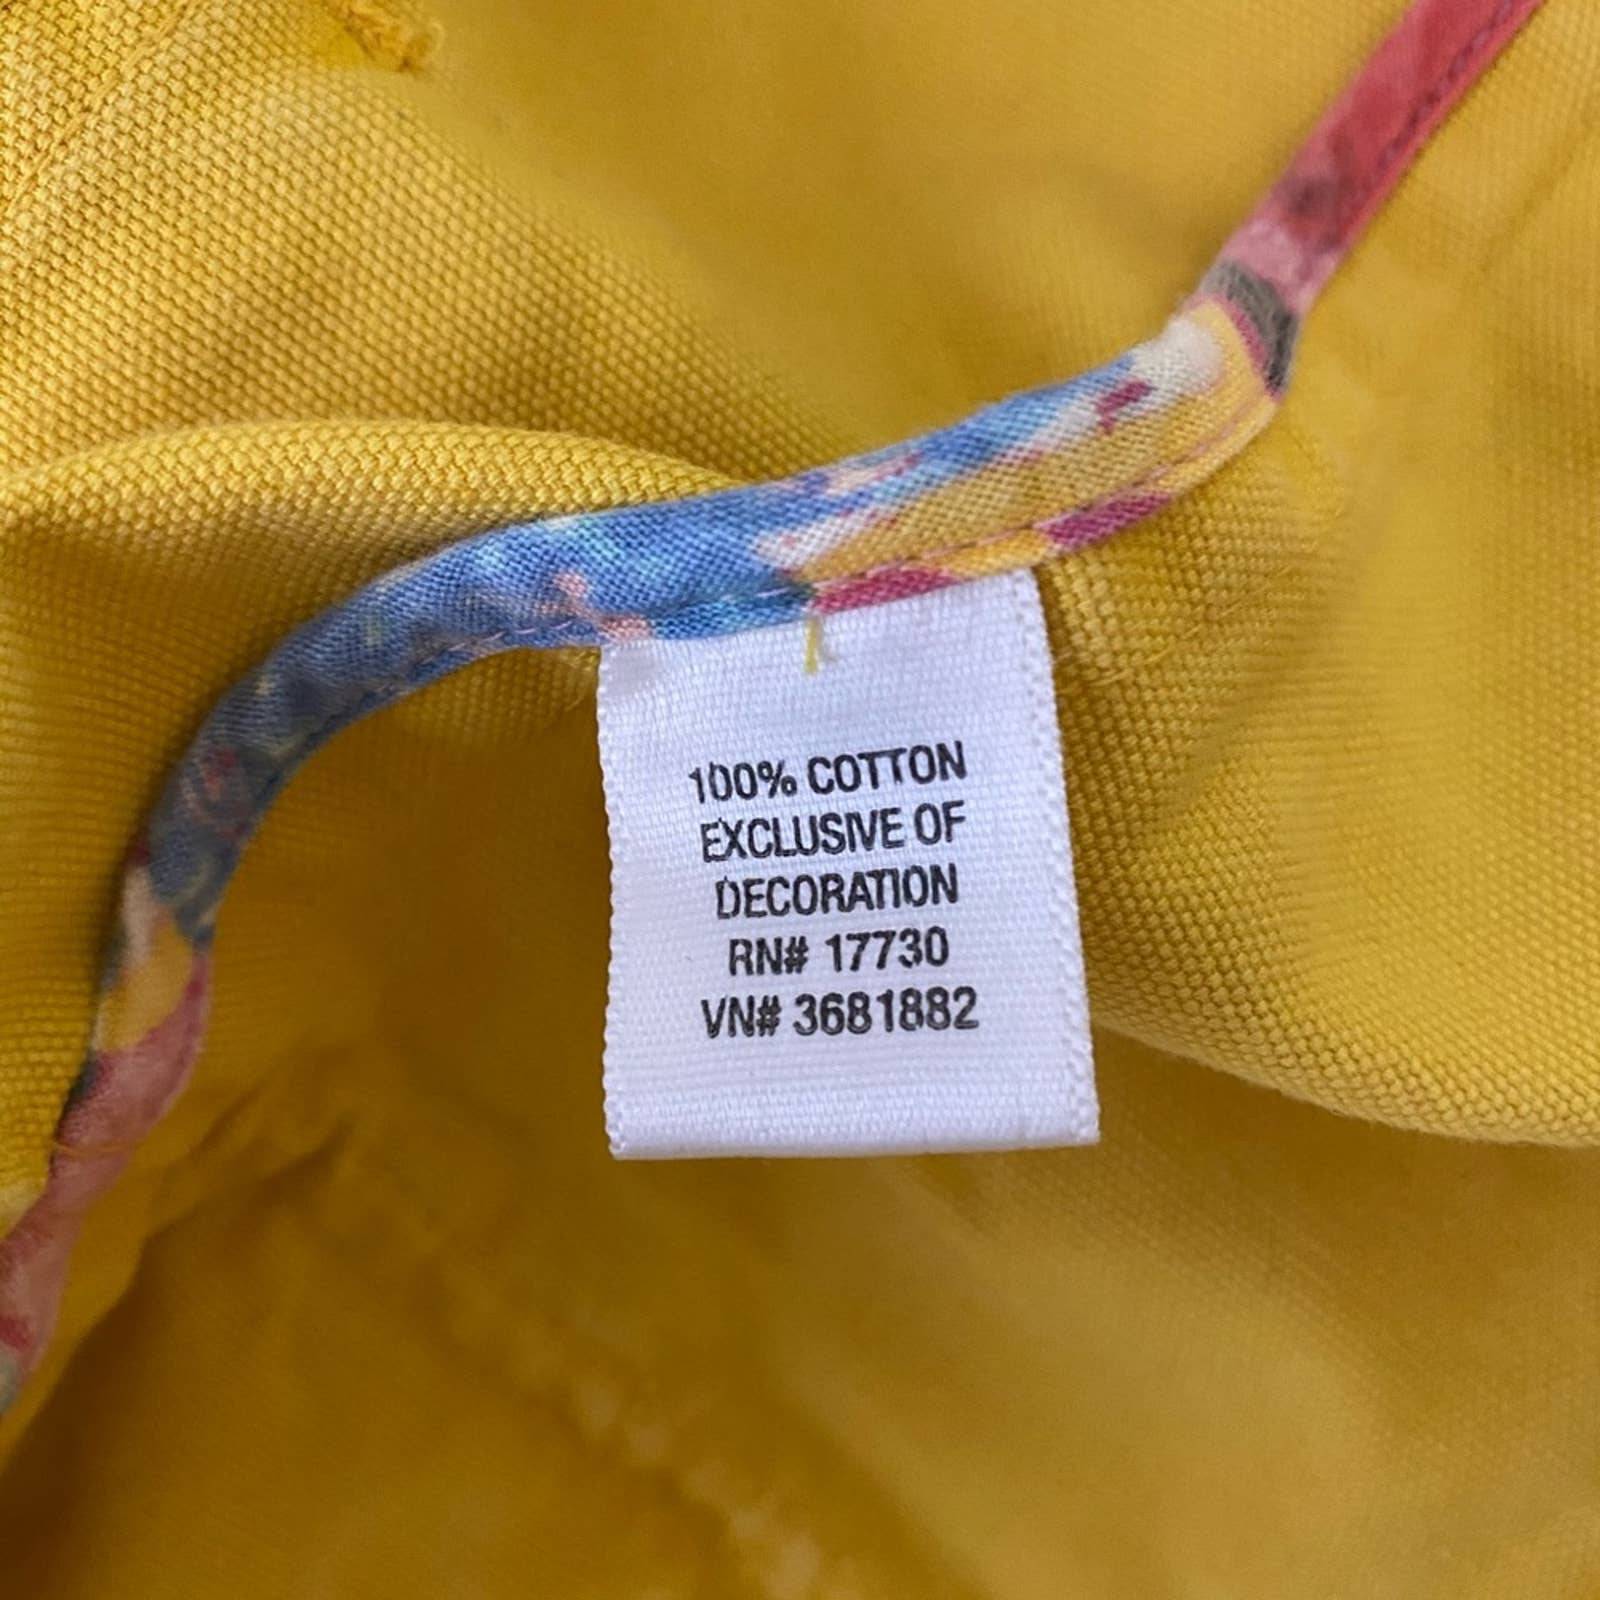 100% COTTON
EXCLUSIVE OF
DECORATION
RN# 17730
VN# 3681882